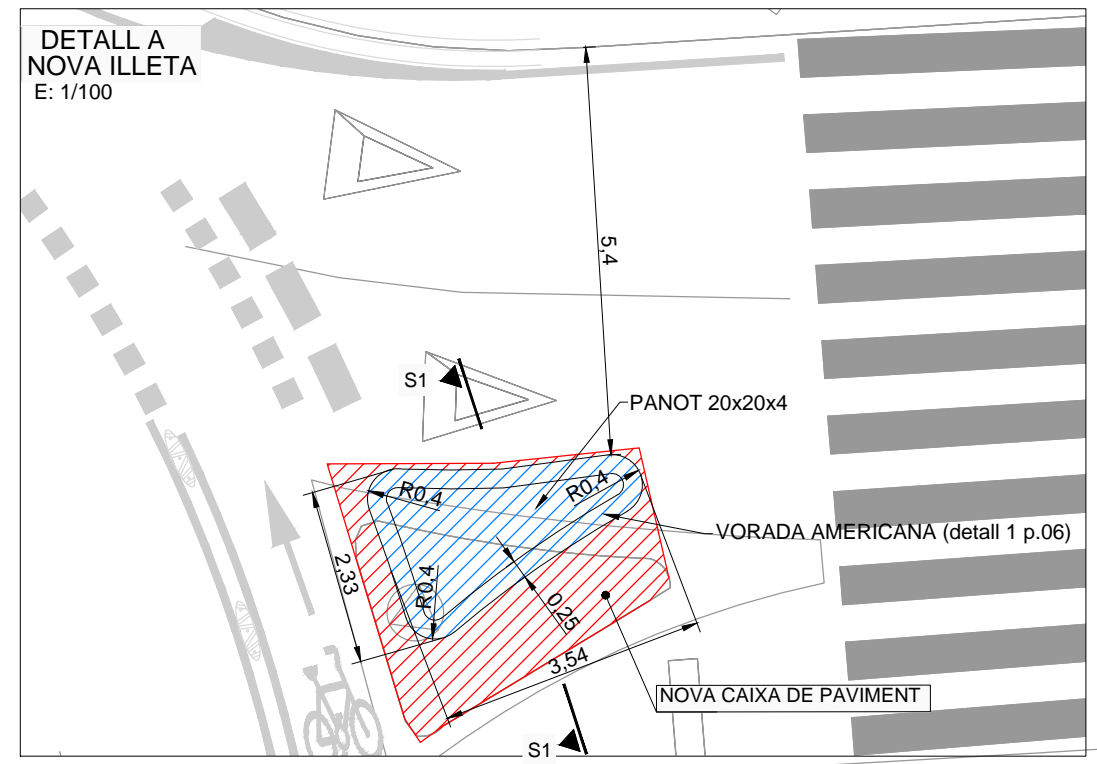 DETALL A
NOVA ILLETA
E: 1/100
5,4
S1
PANOT 20x20x4
R0,4
R0,4
VORADA AMERICANA (detall 1 p.06)
2,33
R0,4
0,25
3,54
NOVA CAIXA DE PAVIMENT
S1